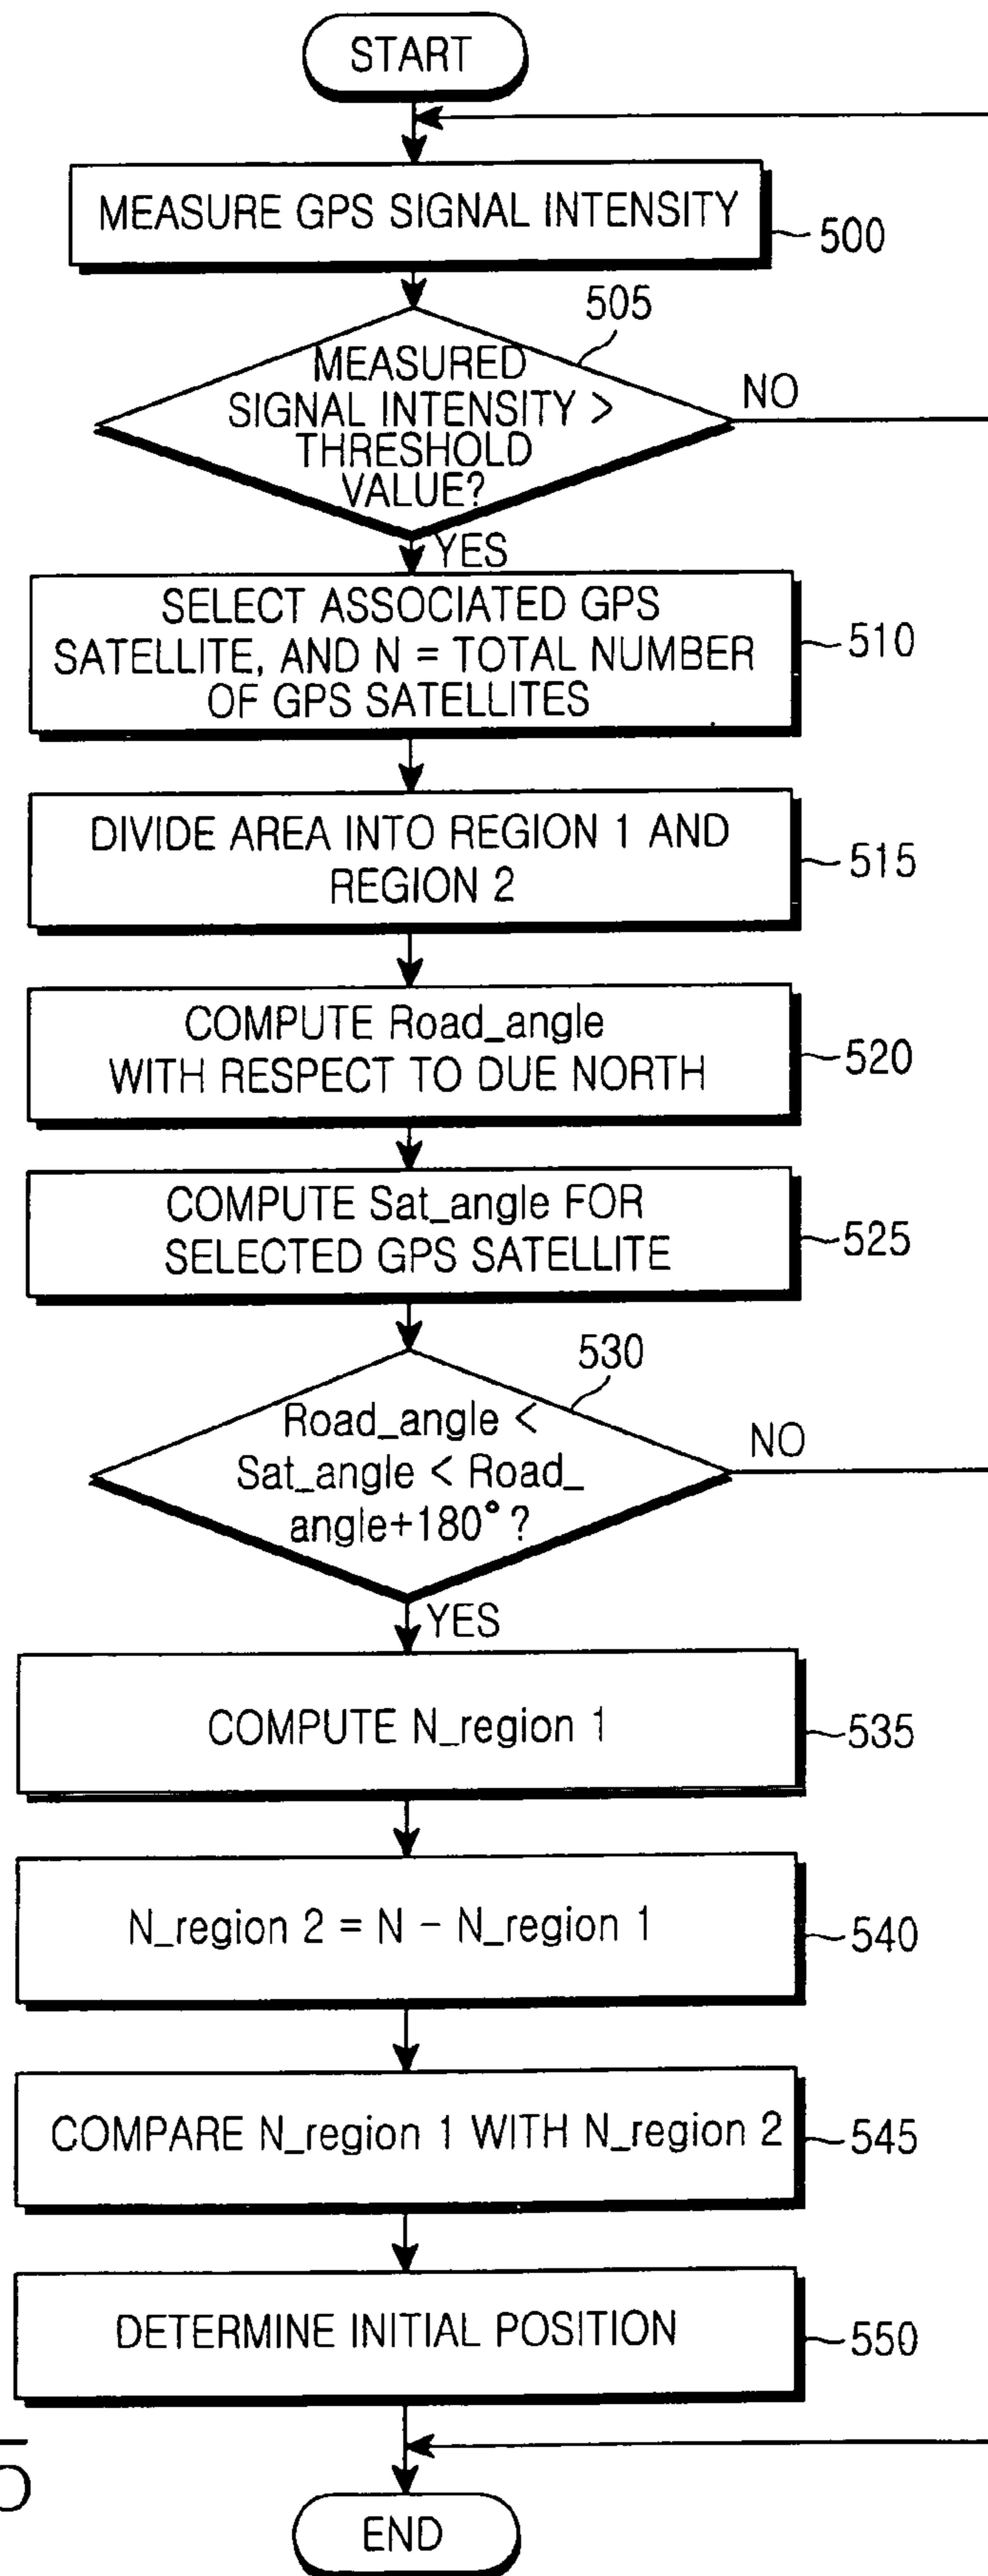 START
MEASURE GPS SIGNAL INTENSITY
500
505
MEASURED
SIGNAL INTENSITY >
THRESHOLD
VALUE?
NO
YES
SELECT ASSOCIATED GPS
SATELLITE, AND N = TOTAL NUMBER
OF GPS SATELLITES
510
DIVIDE AREA INTO REGION 1 AND
REGION 2
515
COMPUTE Road_angle
WITH RESPECT TO DUE NORTH
520
COMPUTE Sat_angle FOR
SELECTED GPS SATELLITE
525
530
Road_angle <
Sat_angle < Road_
angle+180° ?
NO
YES
COMPUTE N_region 1
535
N_region 2 = N - N_region 1
540
COMPARE N_region 1 WITH N_region 2
545
DETERMINE INITIAL POSITION
550
END